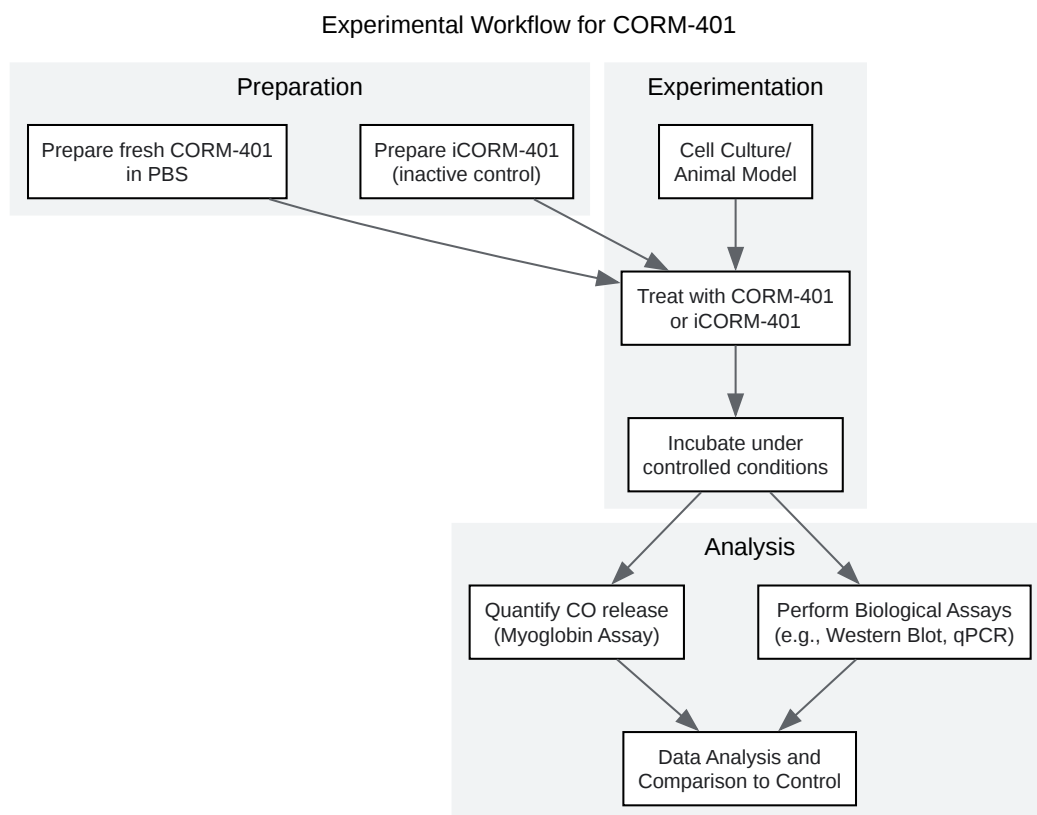 Experimental Workflow for CORM-401
Preparation
Prepare fresh CORM-401
in PBS
Prepare iCORM-401
(inactive control)
Experimentation
Cell Culture/
Animal Model
Treat with CORM-401
or iCORM-401
Incubate under
controlled conditions
Analysis
Quantify CO release
(Myoglobin Assay)
Perform Biological Assays
(e.g., Western Blot, qPCR)
Data Analysis and
Comparison to Control